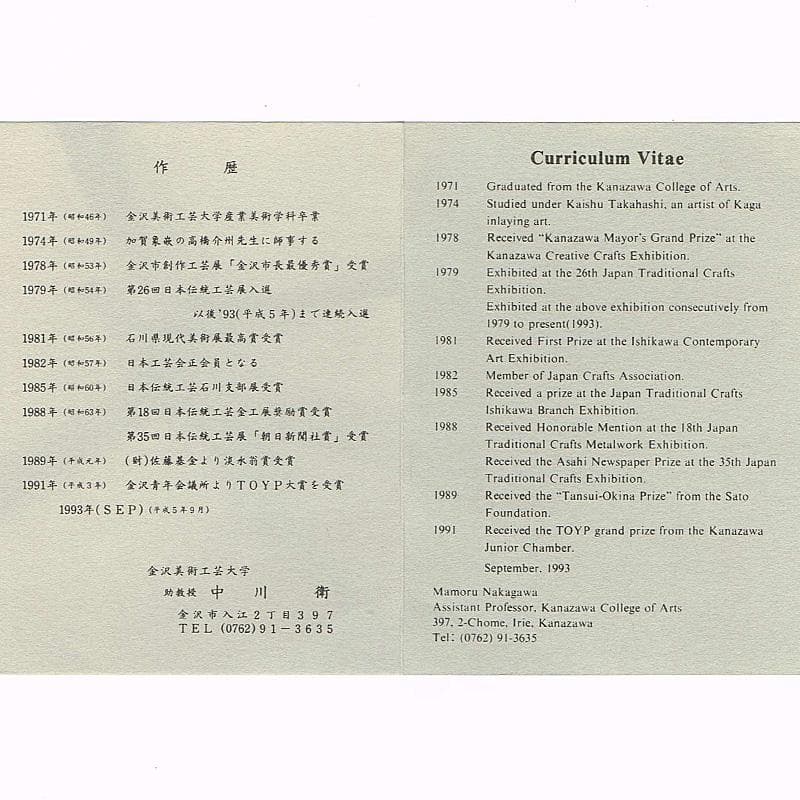 作 歴
1971年(昭和46年) 金沢美術工芸大学産業美術学科卒業
1974年(昭和49年) 加賀象嵌の高橋介州先生に師事する
1978年(昭和53年) 金沢市創作工芸展「金沢市長最優秀賞」受賞
1979年(昭和54年) 第26回日本伝統工芸展入選
以後'93(平成5年)まで連続入選
1981年(昭和56年) 石川県現代美術展最高賞受賞
1982年(昭和57年) 日本工芸会正会員となる
1985年(昭和60年) 日本伝統工芸石川支部展受賞
1988年(昭和63年) 第18回日本伝統工芸金工展奨励賞受賞
第35回日本伝統工芸展「朝日新聞社賞」受賞
1989年(平成元年) (財)佐藤基金より淡水翁賞受賞
1991年(平成3年) 金沢青年会議所よりTOYP大賞を受賞
1993年(SEP)(平成5年9月)
金沢美術工芸大学
助教授 中川 衛
金沢市入江2丁目397
TEL (0762)91-3635
Curriculum Vitae
1971 Graduated from the Kanazawa College of Arts.
1974 Studied under Kaishu Takahashi, an artist of Kaga
inlaying art.
1978 Received "Kanazawa Mayor's Grand Prize" at the
Kanazawa Creative Crafts Exhibition.
1979 Exhibited at the 26th Japan Traditional Crafts
Exhibition.
Exhibited at the above exhibition consecutively from
1979 to present(1993).
1981 Received First Prize at the Ishikawa Contemporary
Art Exhibition.
1982 Member of Japan Crafts Association.
1985 Received a prize at the Japan Traditional Crafts
Ishikawa Branch Exhibition.
1988 Received Honorable Mention at the 18th Japan
Traditional Crafts Metalwork Exhibition.
Received the Asahi Newspaper Prize at the 35th Japan
Traditional Crafts Exhibition.
1989 Received the "Tansui-Okina Prize" from the Sato
Foundation.
1991 Received the TOYP grand prize from the Kanazawa
Junior Chamber.
September, 1993
Mamoru Nakagawa
Assistant Professor, Kanazawa College of Arts
397, 2-Chome, Irie, Kanazawa
Tel: (0762) 91-3635